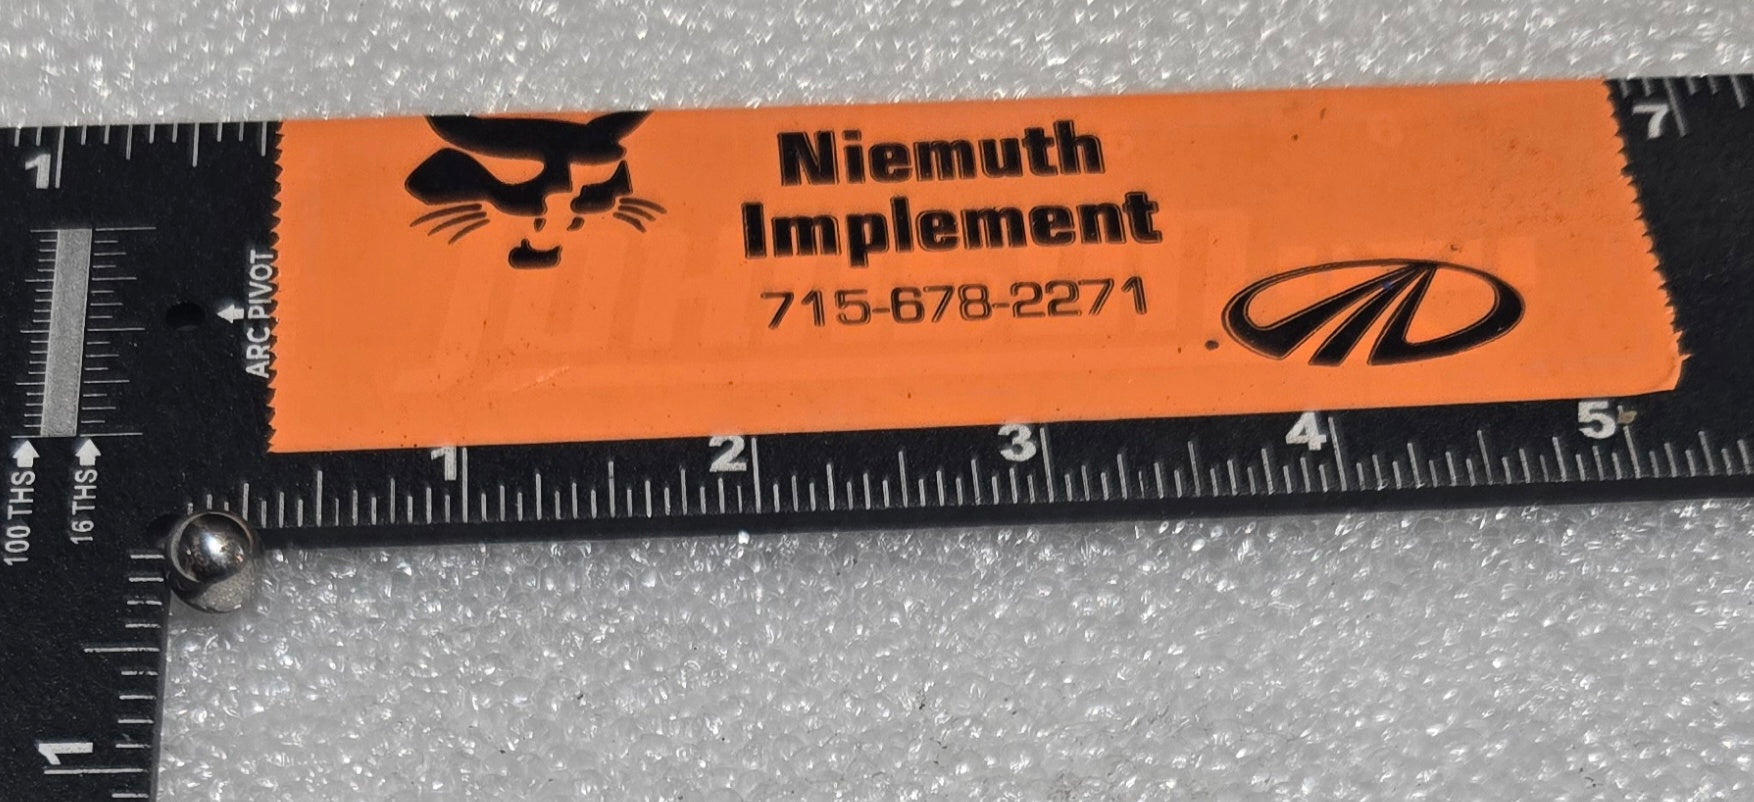 1
7
ARC PIVOT
Niemuth
Implement
715-678-2271
100 THS
16 THS
1 2 3 4 5
1